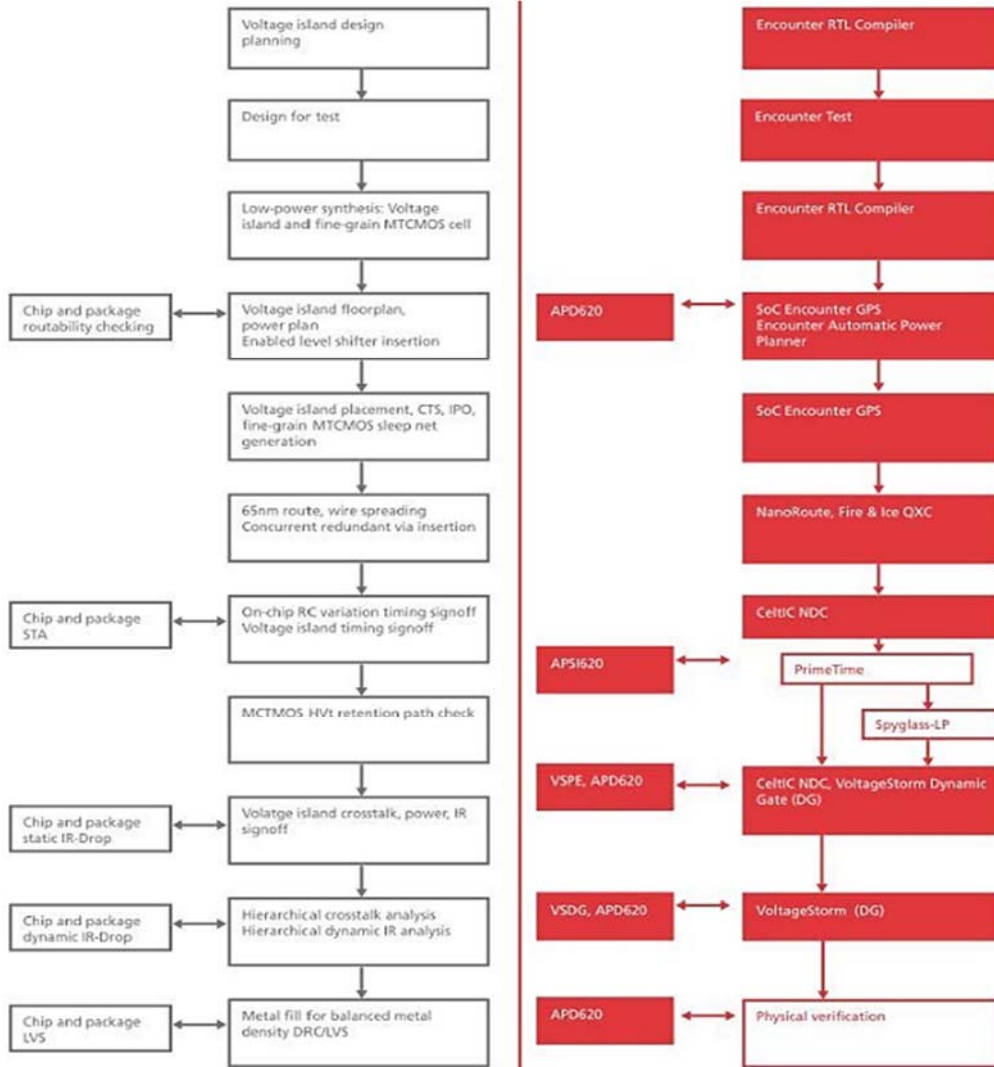 Voltage island design
planning
Design for test
Low-power synthesis: Voltage
island and fine-grain MTCMOS cell
Chip and package
routability checking
Voltage island floorplan,
power plan
Enabled level shifter insertion
Voltage island placement, CTS, IPO,
fine-grain MTCMOS sleep net
generation
65nm route, wire spreading
Concurrent redundant via insertion
Chip and package
STA
On-chip RC variation timing signoff
Voltage island timing signoff
MCTMOS HVt retention path check
Chip and package
static IR-Drop
Volatge island crosstalk, power, IR
signoff
Chip and package
dynamic IR-Drop
Hierarchical crosstalk analysis
Hierarchical dynamic IR analysis
Chip and package
LVS
Metal fill for balanced metal
density DRC/LVS
Encounter RTL Compiler
Encounter Test
Encounter RTL Compiler
APD620
SoC Encounter GPS
Encounter Automatic Power
Planner
SoC Encounter GPS
NanoRoute, Fire & Ice QXC
CeltIC NDC
APSI620
PrimeTime
Spyglass-LP
VSPE, APD620
CeltIC NDC, VoltageStorm Dynamic
Gate (DG)
VSDG, APD620
VoltageStorm (DG)
APD620
Physical verification